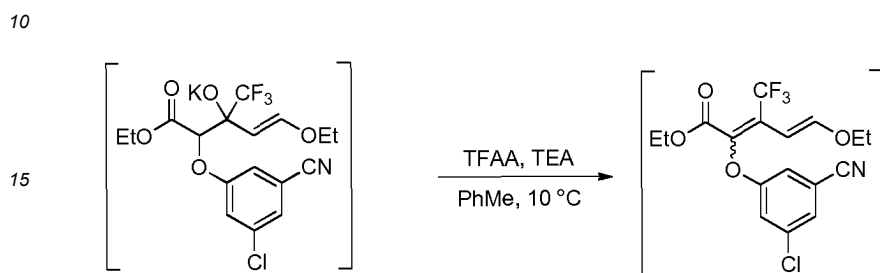 10
O
KO
CF3
EtO
OEt
O
CN
Cl
15
TFAA, TEA
PhMe, 10 °C
O
CF3
EtO
OEt
O
CN
Cl